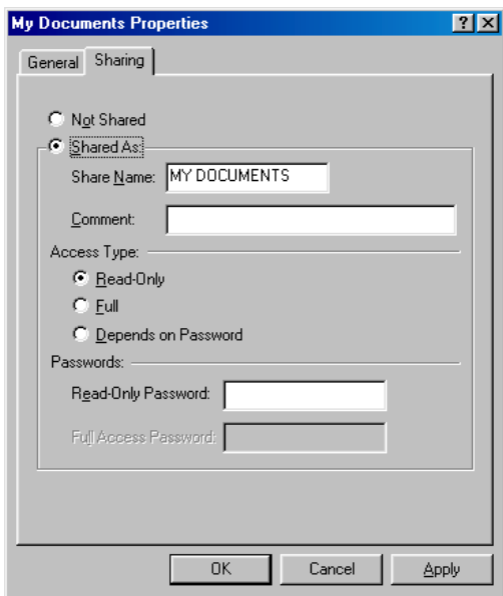 My Documents Properties
General Sharing
Not Shared
Shared As:
Share Name: MY DOCUMENTS
Comment:
Access Type:
Read-Only
Full
Depends on Password
Passwords:
Read-Only Password:
Full Access Password:
OK Cancel Apply